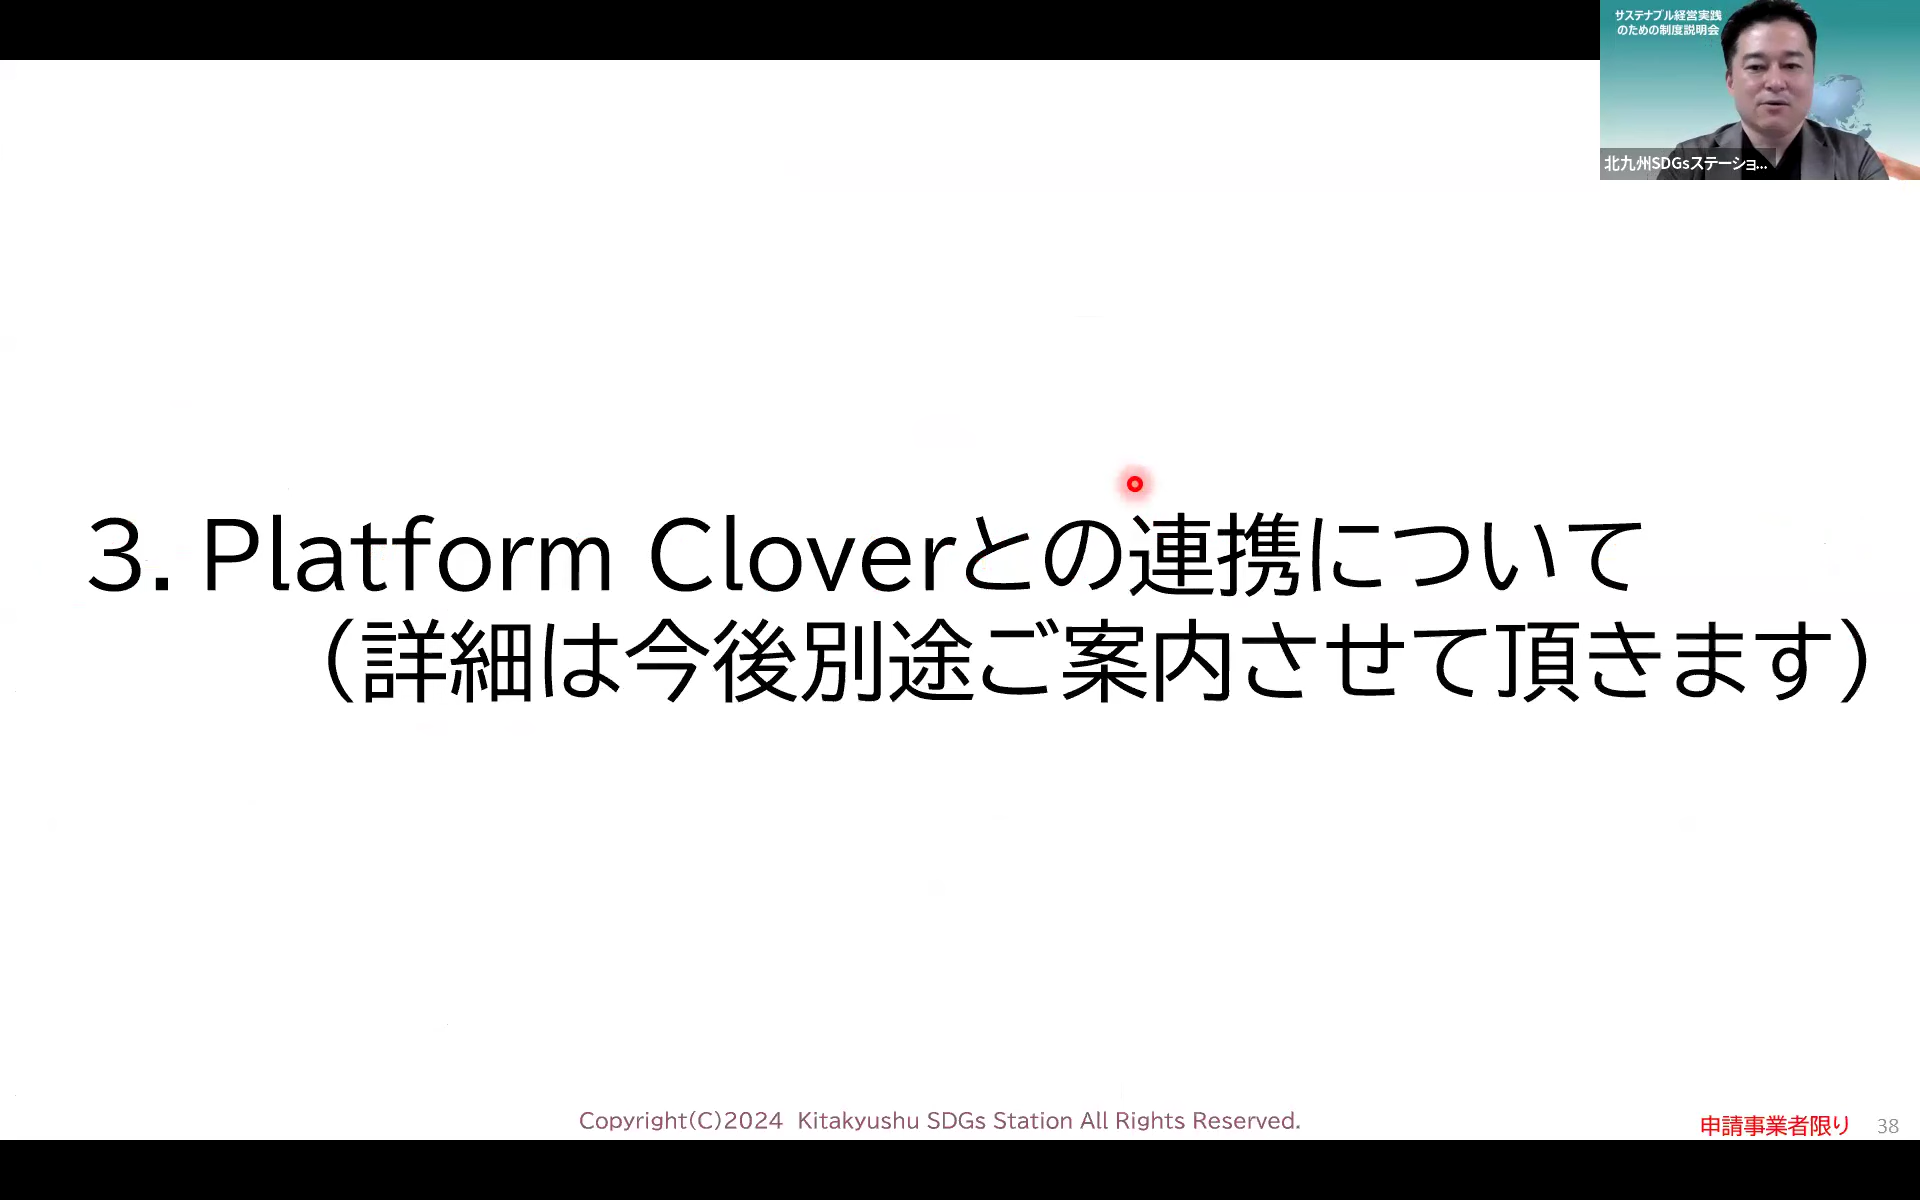 サステナブル経営実践
のための制度説明会
北九州SDGsステーショ...
3. Platform Cloverとの連携について
（詳細は今後別途ご案内させて頂きます）
Copyright(C)2024 Kitakyushu SDGs Station All Rights Reserved.
申請事業者限り 38